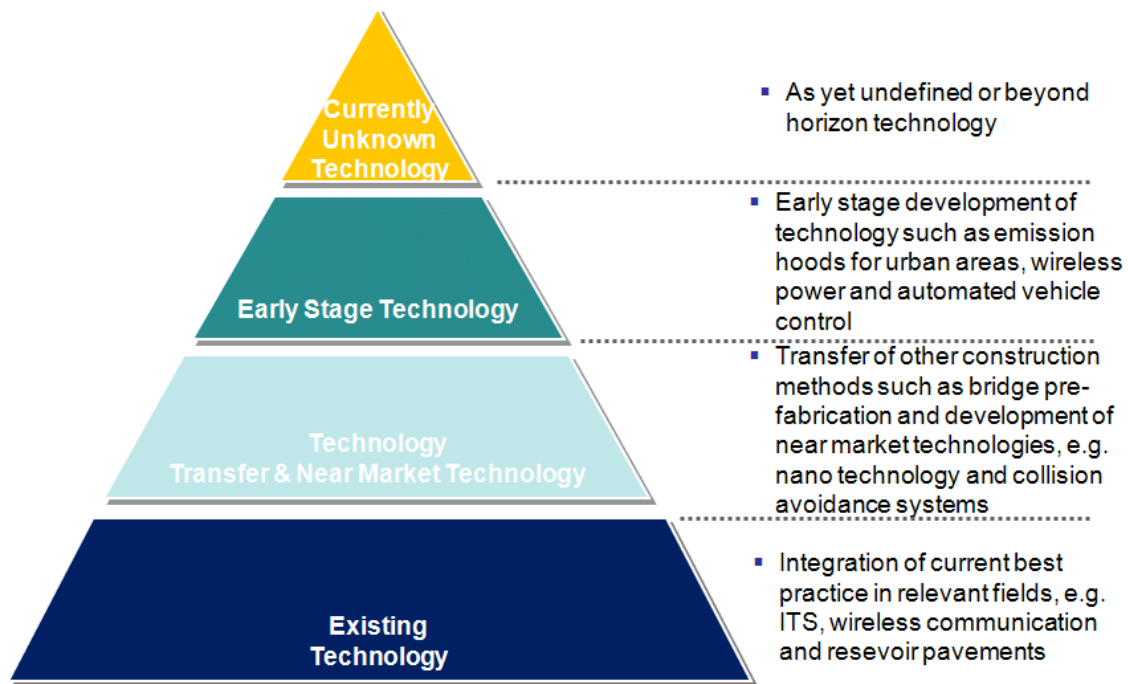 Currently
Unknown
Technology
▪ As yet undefined or beyond
horizon technology
Early Stage Technology
▪ Early stage development of
technology such as emission
hoods for urban areas, wireless
power and automated vehicle
control
Technology
Transfer & Near Market Technology
▪ Transfer of other construction
methods such as bridge pre-
fabrication and development of
near market technologies, e.g.
nano technology and collision
avoidance systems
Existing
Technology
▪ Integration of current best
practice in relevant fields, e.g.
ITS, wireless communication
and resevoir pavements